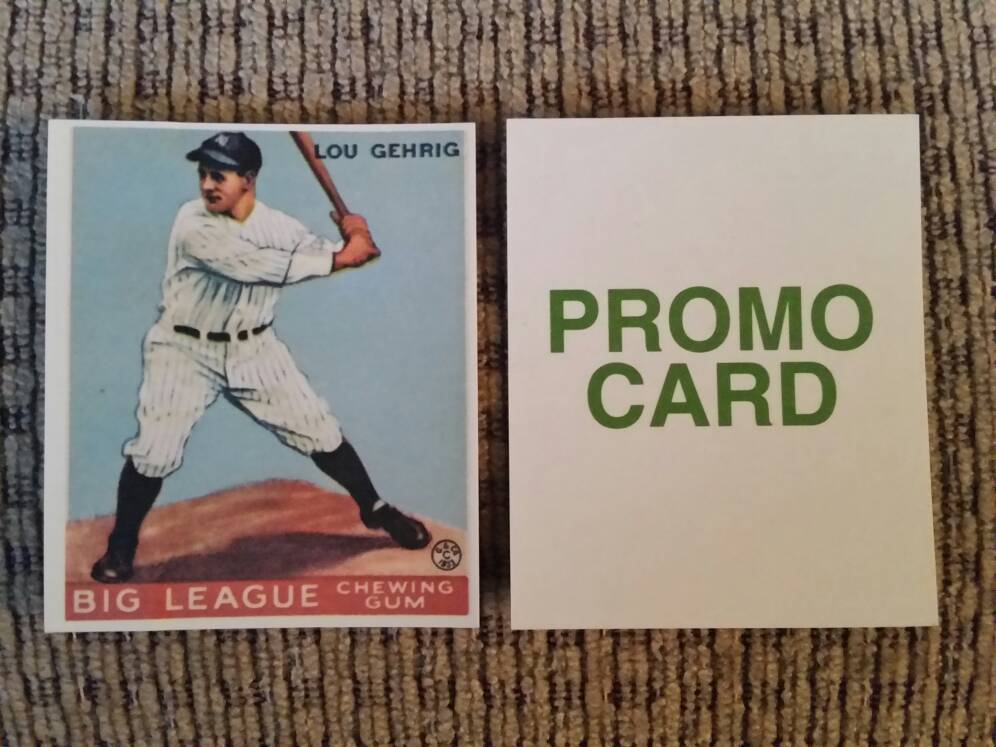 LOU GEHRIG
BIG LEAGUE CHEWING GUM
PROMO
CARD